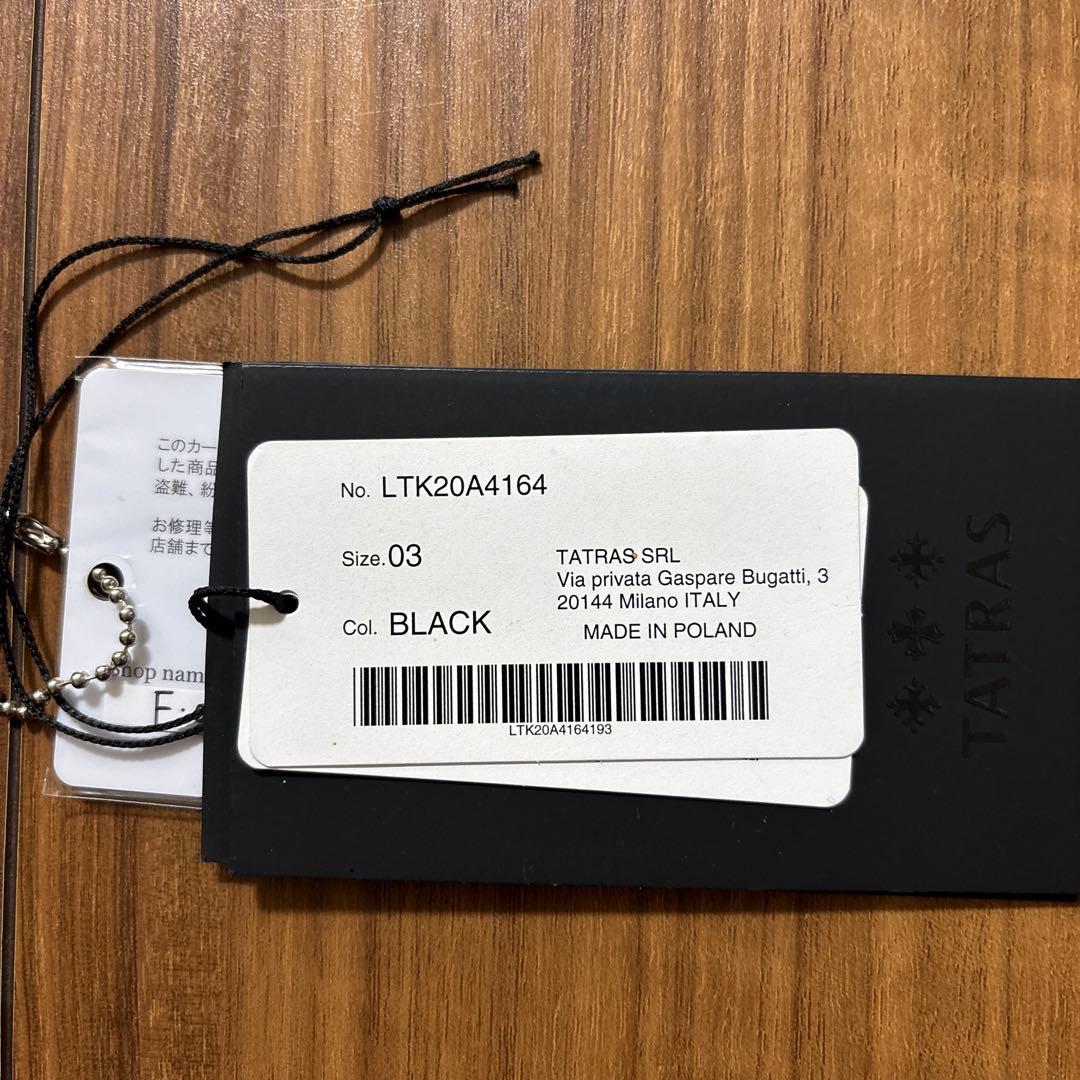 このカー
した商品
盗難、紛
お修理等
店舗まで
Shop nam
No. LTK20A4164
Size.03
Col. BLACK
TATRAS SRL
Via privata Gaspare Bugatti, 3
20144 Milano ITALY
MADE IN POLAND
LTK20A4164193
TATRAS